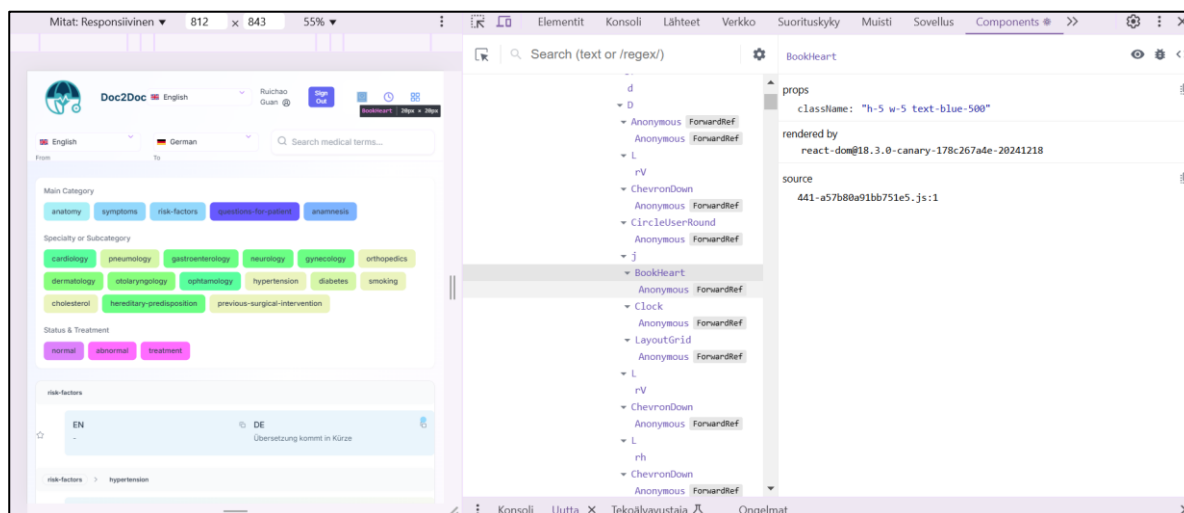 Mitat: Responsiivinen ▼ 812 × 843 55% ▼
Elementit Konsoli Lähteet Verkko Suorituskyky Muisti Sovellus Components
Search (text or /regex/)
BookHeart
Doc2Doc English Ruichao Guan Sign Out
BookHeart 20px × 20px
English German Search medical terms...
From To
Main Category
anatomy symptoms risk-factors questions-for-patient anamnesis
Specialty or Subcategory
cardiology pneumology gastroenterology neurology gynecology orthopedics
dermatology otolaryngology ophtamology hypertension diabetes smoking
cholesterol hereditary-predisposition previous-surgical-intervention
Status & Treatment
normal abnormal treatment
risk-factors
EN DE
- Übersetzung kommt in Kürze
risk-factors > hypertension
d
D
Anonymous ForwardRef
Anonymous ForwardRef
L
rV
ChevronDown
Anonymous ForwardRef
CircleUserRound
Anonymous ForwardRef
j
BookHeart
Anonymous ForwardRef
Clock
Anonymous ForwardRef
LayoutGrid
Anonymous ForwardRef
L
rV
ChevronDown
Anonymous ForwardRef
L
rh
ChevronDown
Anonymous ForwardRef
props
className: "h-5 w-5 text-blue-500"
rendered by
react-dom@18.3.0-canary-178c267a4e-20241218
source
441-a57b80a91bb751e5.js:1
Konsoli Uutta × Tekoälyavustaja Ongelmat